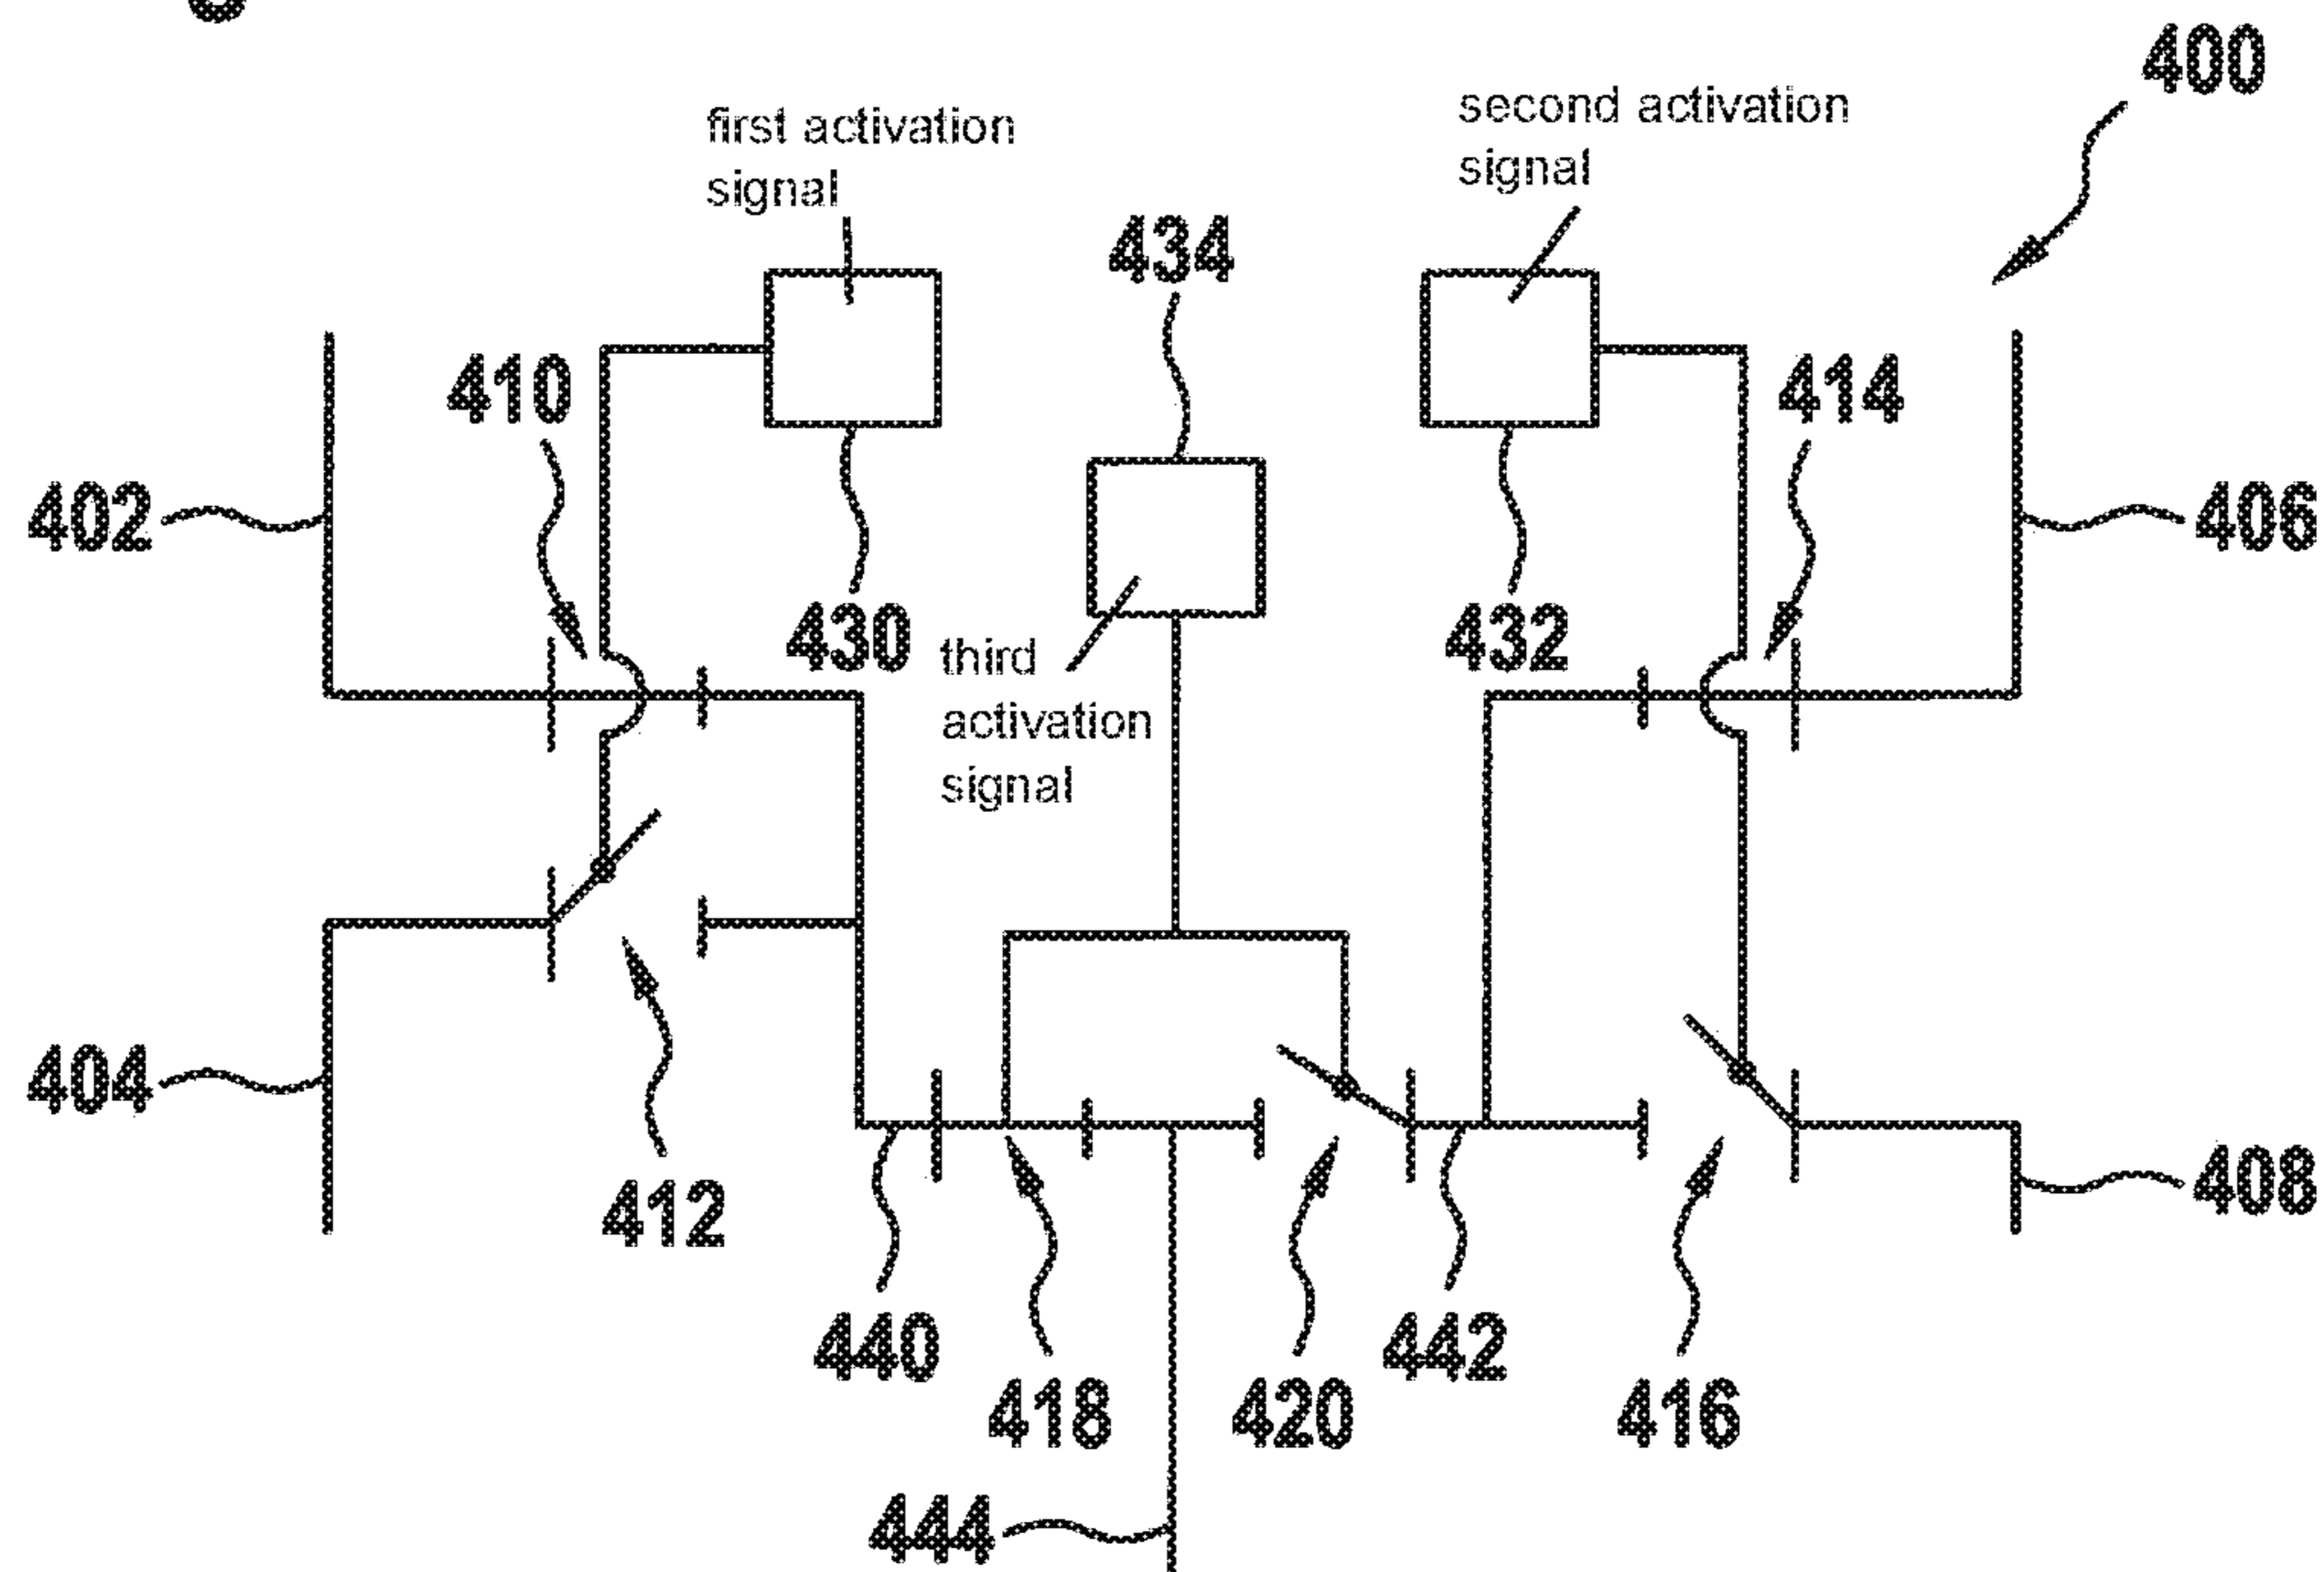 400
first activation
signal
second activation
signal
434
410
414
402
406
430
432
third
activation
signal
404
412
408
440
442
418
420
416
444